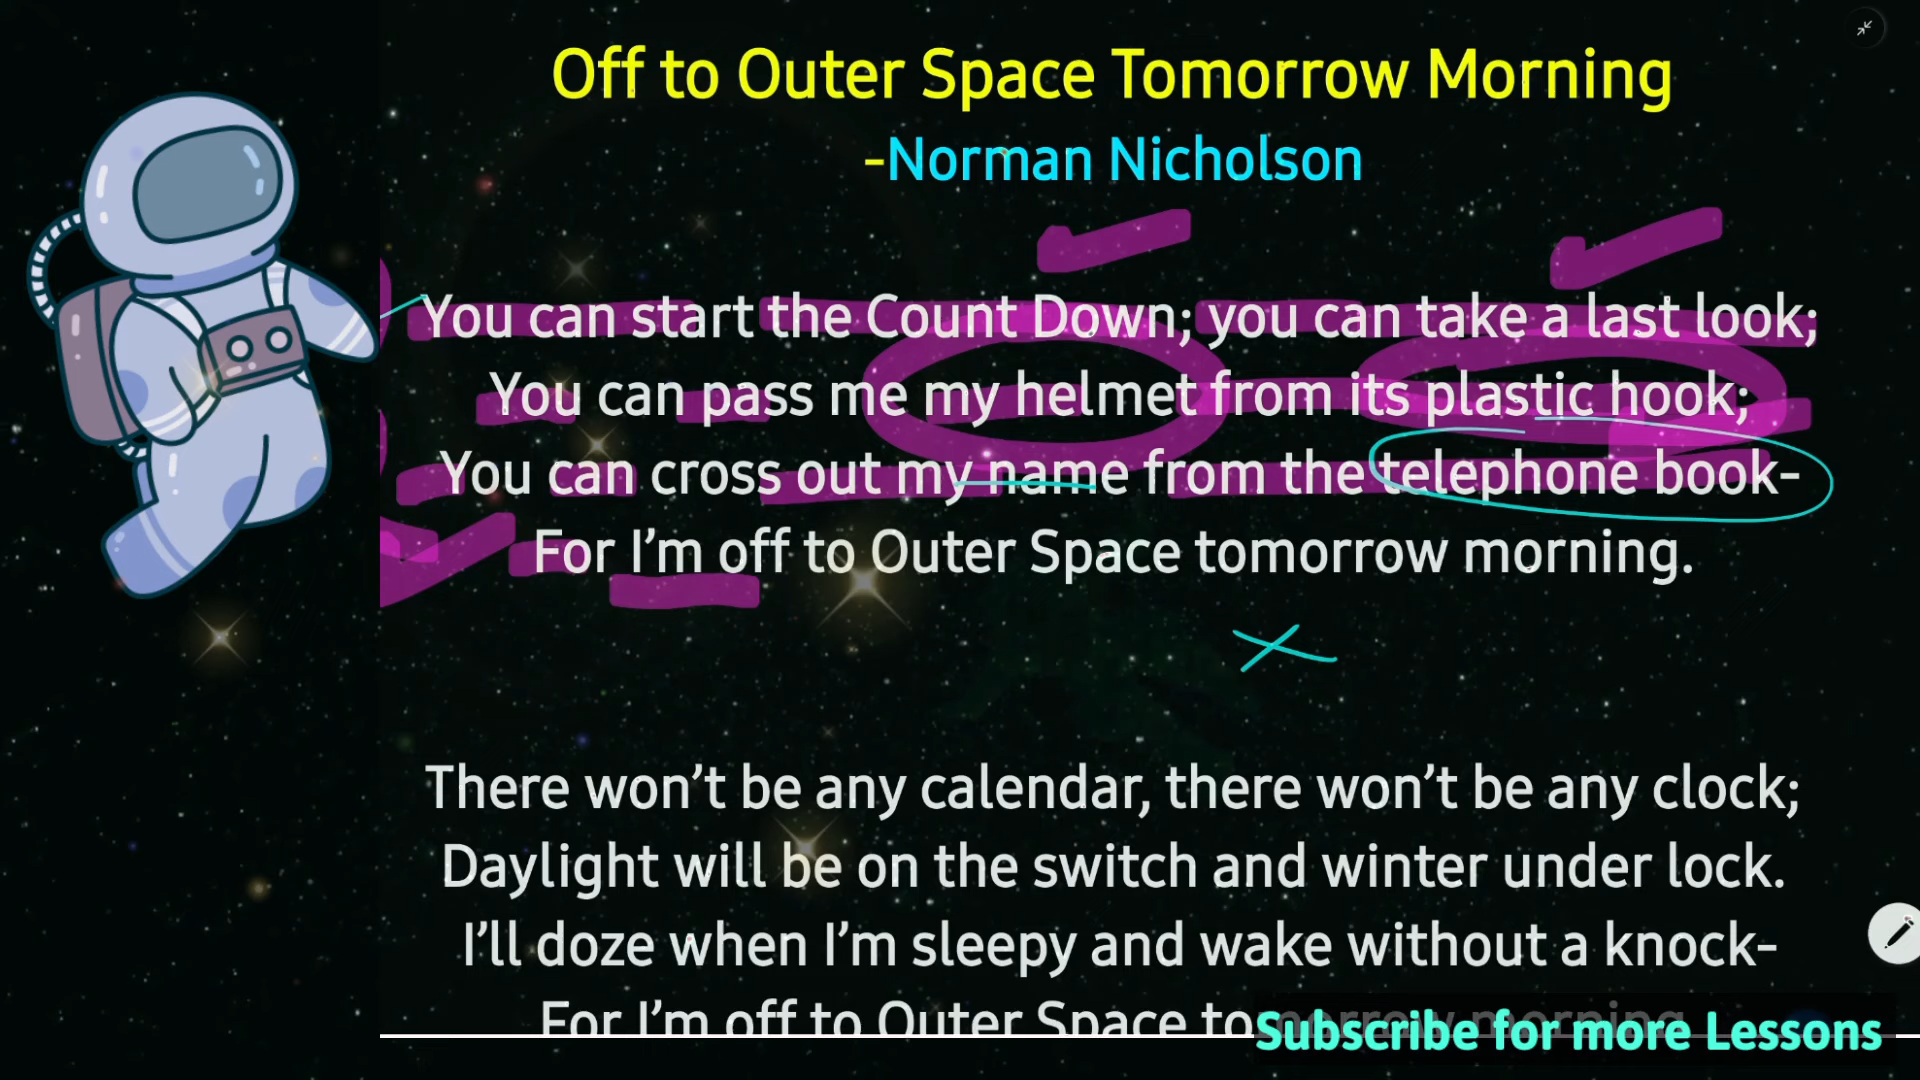 Off to Outer Space Tomorrow Morning
-Norman Nicholson
You can start the Count Down; you can take a last look;
You can pass me my helmet from its plastic hook;
You can cross out my name from the telephone book-
For I'm off to Outer Space tomorrow morning.
There won't be any calendar, there won't be any clock;
Daylight will be on the switch and winter under lock.
I'll doze when I'm sleepy and wake without a knock-
For I'm off to Outer Space tomorrow morning
Subscribe for more Lessons